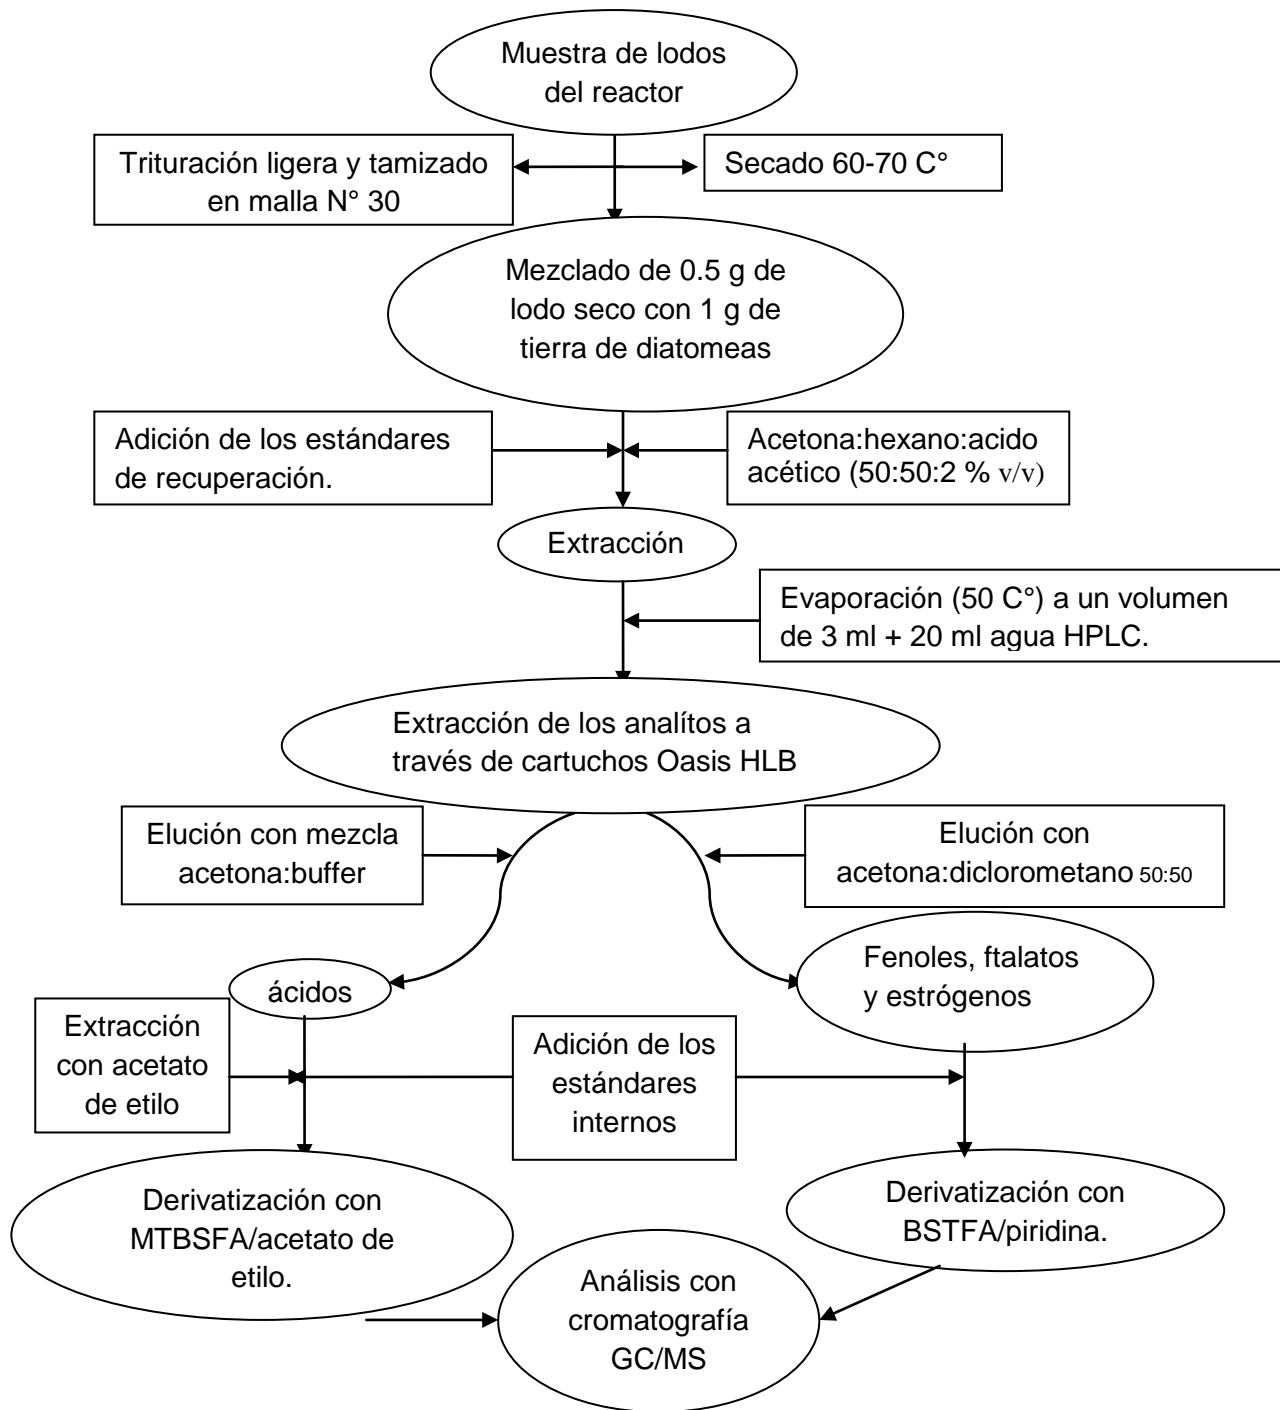 Muestra de lodos
del reactor
Trituración ligera y tamizado
en malla N° 30
Secado 60-70 C°
Mezclado de 0.5 g de
lodo seco con 1 g de
tierra de diatomeas
Adición de los estándares
de recuperación.
Acetona:hexano:acido
acético (50:50:2 % v/v)
Extracción
Evaporación (50 C°) a un volumen
de 3 ml + 20 ml agua HPLC.
Extracción de los analítos a
través de cartuchos Oasis HLB
Elución con mezcla
acetona:buffer
Elución con
acetona:diclorometano 50:50
ácidos
Fenoles, ftalatos
y estrógenos
Extracción
con acetato
de etilo
Adición de los
estándares
internos
Derivatización con
MTBSFA/acetato de
etilo.
Derivatización con
BSTFA/piridina.
Análisis con
cromatografía
GC/MS